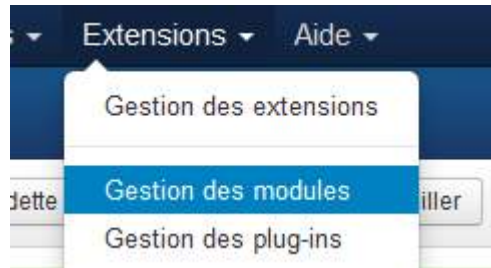 Extensions Aide
Gestion des extensions
Gestion des modules
Gestion des plug-ins